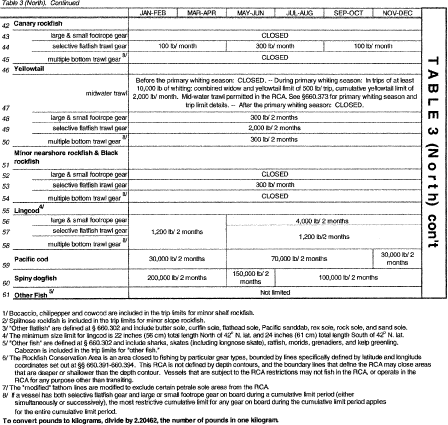 Table 3 (North). Continued
JAN-FEB MAR-APR MAY-JUN JUL-AUG SEP-OCT NOV-DEC
42 Canary rockfish
43 large & small footrope gear CLOSED
44 selective flatfish trawl gear 100 lb/ month 300 lb/ month 100 lb/ month
45 multiple bottom trawl gear 8/ CLOSED
46 Yellowtail
47 midwater trawl
Before the primary whiting season: CLOSED. -- During primary whiting season: In trips of at least
10,000 lb of whiting: combined widow and yellowtail limit of 500 lb/ trip, cumulative yellowtail limit of
2,000 lb/ month. Mid-water trawl permitted in the RCA. See §660.373 for primary whiting season and
trip limit details. -- After the primary whiting season: CLOSED.
48 large & small footrope gear 300 lb/ 2 months
49 selective flatfish trawl gear 2,000 lb/ 2 months
50 multiple bottom trawl gear 8/ 300 lb/ 2 months
51 Minor nearshore rockfish & Black
rockfish
52 large & small footrope gear CLOSED
53 selective flatfish trawl gear 300 lb/ month
54 multiple bottom trawl gear 8/ CLOSED
55 Lingcod 4/
56 large & small footrope gear 1,200 lb/ 2 months 4,000 lb/ 2 months
57 selective flatfish trawl gear 1,200 lb/ 2 months
58 multiple bottom trawl gear 8/
59 Pacific cod 30,000 lb/ 2 months 70,000 lb/ 2 months 30,000 lb/ 2
months
60 Spiny dogfish 200,000 lb/ 2 months 150,000 lb/ 2
months 100,000 lb/ 2 months
61 Other Fish 5/ Not limited
TABLE 3 (North) con't
1/ Bocaccio, chilipepper and cowcod are included in the trip limits for minor shelf rockfish.
2/ Splitnose rockfish is included in the trip limits for minor slope rockfish.
3/ "Other flatfish" are defined at § 660.302 and include butter sole, curlfin sole, flathead sole, Pacific sanddab, rex sole, rock sole, and sand sole.
4/ The minimum size limit for lingcod is 22 inches (56 cm) total length North of 42° N. lat. and 24 inches (61 cm) total length South of 42° N. lat.
5/ "Other fish" are defined at § 660.302 and include sharks, skates (including longnose skate), ratfish, morids, grenadiers, and kelp greenling.
Cabezon is included in the trip limits for "other fish."
6/ The Rockfish Conservation Area is an area closed to fishing by particular gear types, bounded by lines specifically defined by latitude and longitude
coordinates set out at §§ 660.391-660.394. This RCA is not defined by depth contours, and the boundary lines that define the RCA may close areas
that are deeper or shallower than the depth contour. Vessels that are subject to the RCA restrictions may not fish in the RCA, or operate in the
RCA for any purpose other than transiting.
7/ The "modified" fathom lines are modified to exclude certain petrale sole areas from the RCA.
8/ If a vessel has both selective flatfish gear and large or small footrope gear on board during a cumulative limit period (either
simultaneously or successively), the most restrictive cumulative limit for any gear on board during the cumulative limit period applies
for the entire cumulative limit period.
To convert pounds to kilograms, divide by 2.20462, the number of pounds in one kilogram.